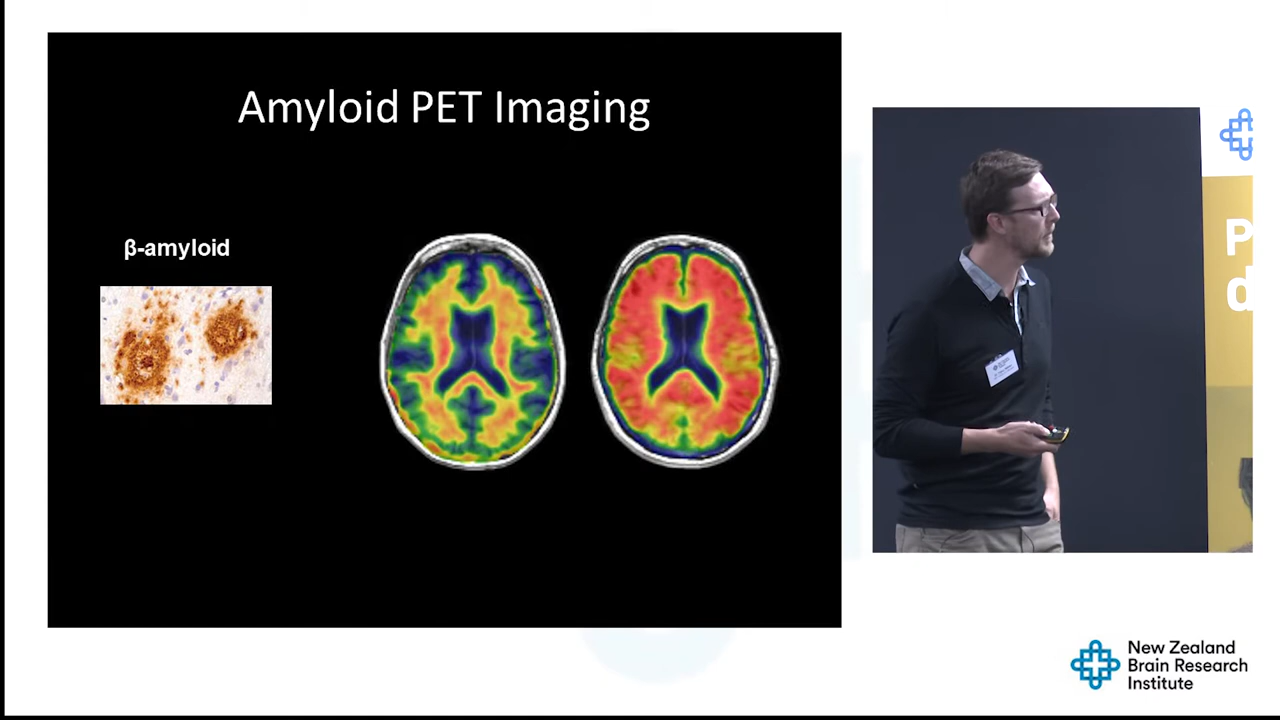 Amyloid PET Imaging
β-amyloid
P
d
New Zealand
Brain Research
Institute